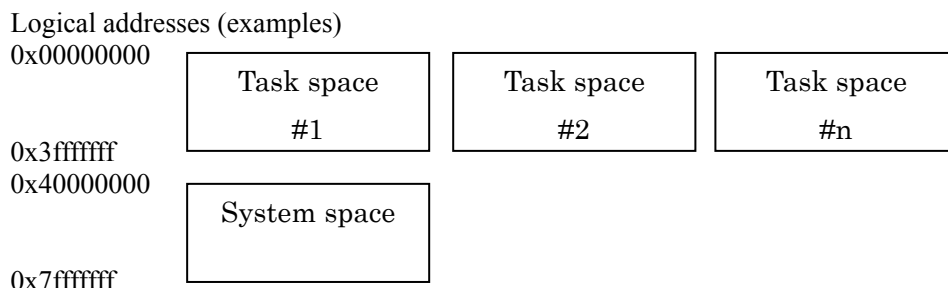 Logical addresses (examples)
0x00000000
Task space
#1
Task space
#2
Task space
#n
0x3fffffff
0x40000000
System space
0x7fffffff